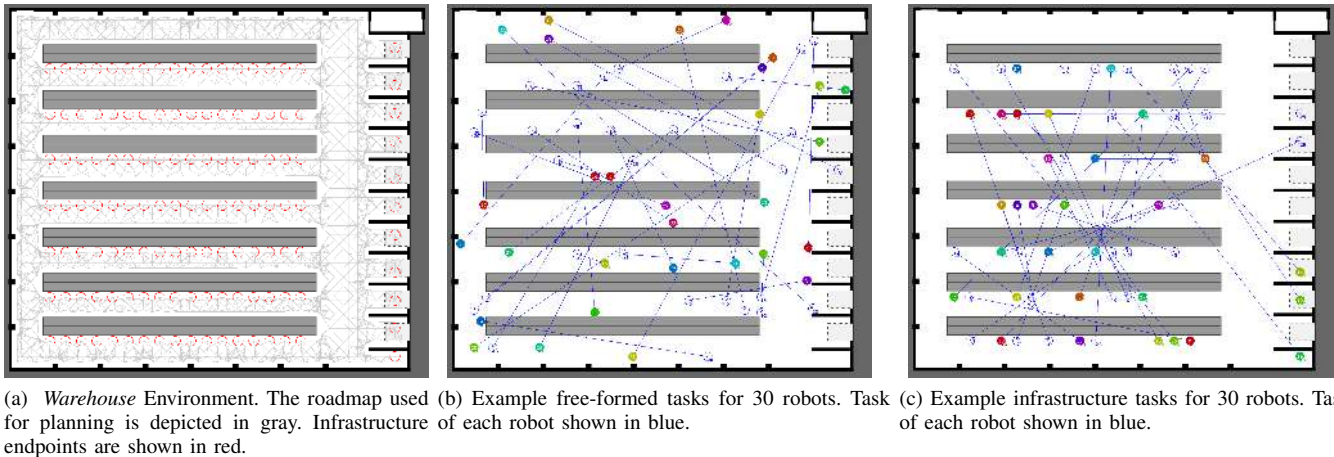 (a) Warehouse Environment. The roadmap used
for planning is depicted in gray. Infrastructure
endpoints are shown in red.
(b) Example free-formed tasks for 30 robots. Task
of each robot shown in blue.
(c) Example infrastructure tasks for 30 robots. Tas
of each robot shown in blue.